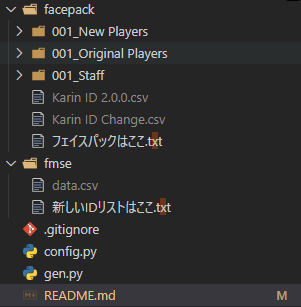 facepack
001_New Players
001_Original Players
001_Staff
Karin ID 2.0.0.csv
Karin ID Change.csv
フェイスパックはここ.txt
fmse
data.csv
新しいIDリストはここ.txt
.gitignore
config.py
gen.py
README.md M